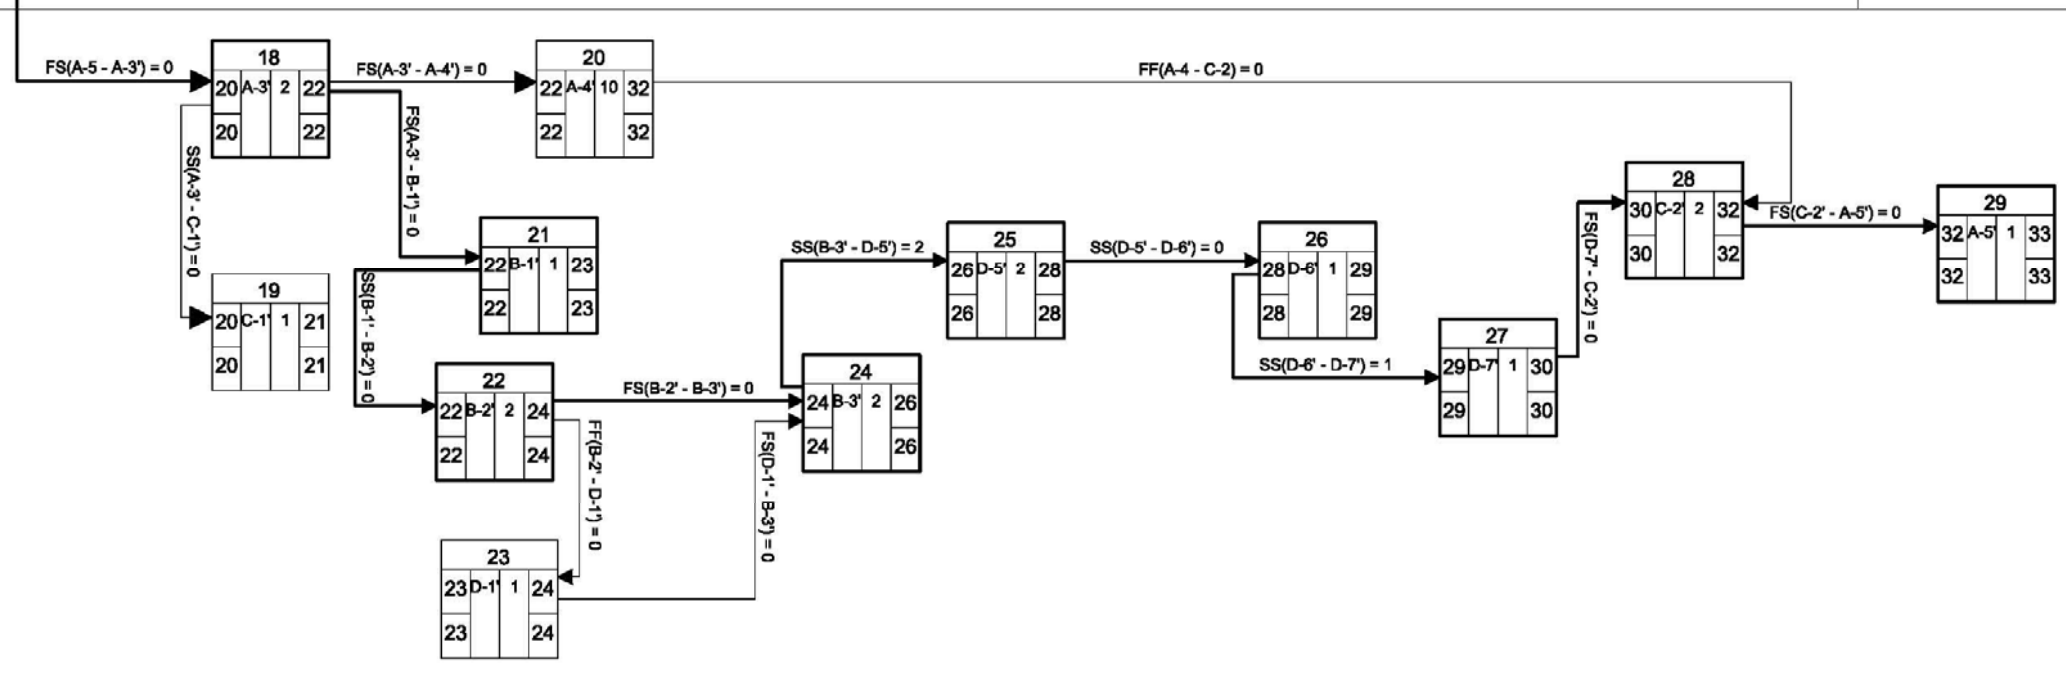 FS(A-5 - A-3') = 0
18
20 A-3' 2 22
20 22
FS(A-3' - A-4') = 0
20
22 A-4' 10 32
22 32
FF(A-4 - C-2) = 0
SS(A-3' - C-1') = 0
FS(A-3' - B-1') = 0
19
20 C-1' 1 21
20 21
21
22 B-1' 1 23
22 23
SS(B-1' - B-2') = 0
22
22 B-2' 2 24
22 24
FS(B-2' - B-3') = 0
FF(B-2' - D-1') = 0
23
23 D-1' 1 24
23 24
FS(D-1' - B-3') = 0
24
24 B-3' 2 26
24 26
SS(B-3' - D-5') = 2
25
26 D-5' 2 28
26 28
SS(D-5' - D-6') = 0
26
28 D-6' 1 29
28 29
SS(D-6' - D-7') = 1
27
29 D-7' 1 30
29 30
FS(D-7' - C-2') = 0
28
30 C-2' 2 32
30 32
FS(C-2' - A-5') = 0
29
32 A-5' 1 33
32 33